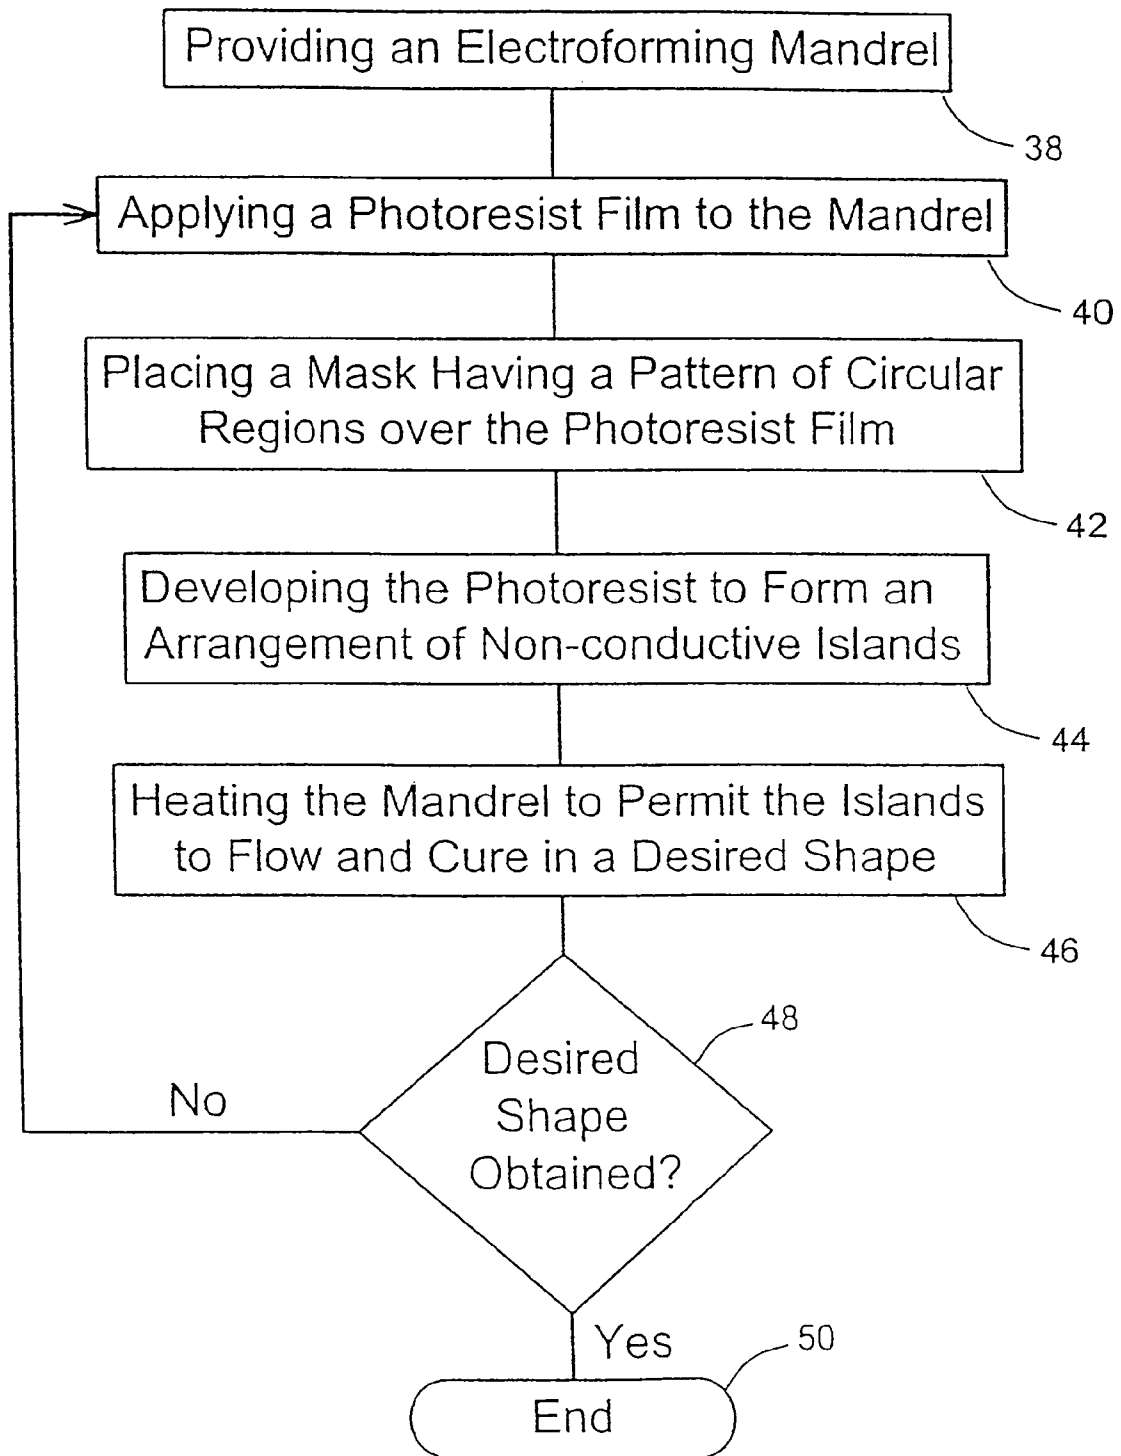 Providing an Electroforming Mandrel
38
Applying a Photoresist Film to the Mandrel
40
Placing a Mask Having a Pattern of Circular
Regions over the Photoresist Film
42
Developing the Photoresist to Form an
Arrangement of Non-conductive Islands
44
Heating the Mandrel to Permit the Islands
to Flow and Cure in a Desired Shape
46
48
Desired
Shape
Obtained?
No
Yes
50
End